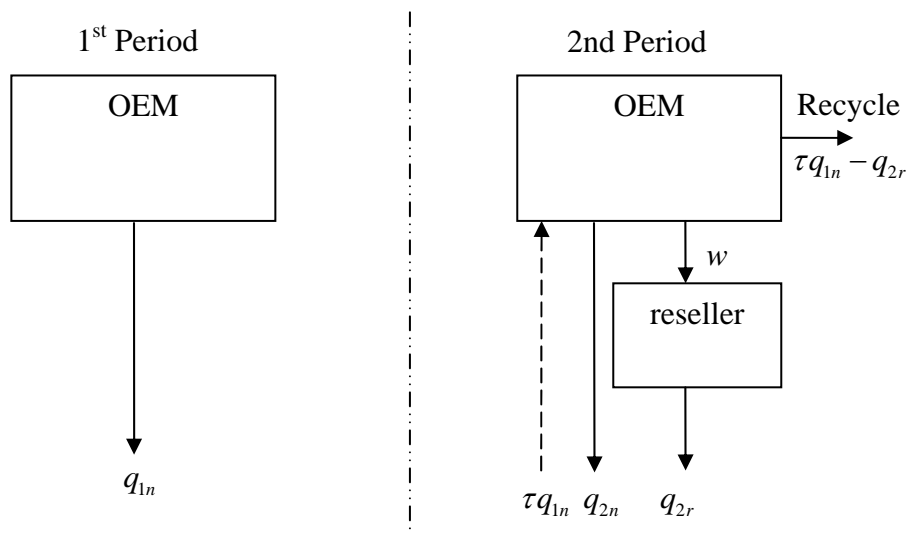 1st Period
OEM
q1n
2nd Period
OEM
Recycle
τq1n − q2r
w
reseller
τq1n q2n q2r